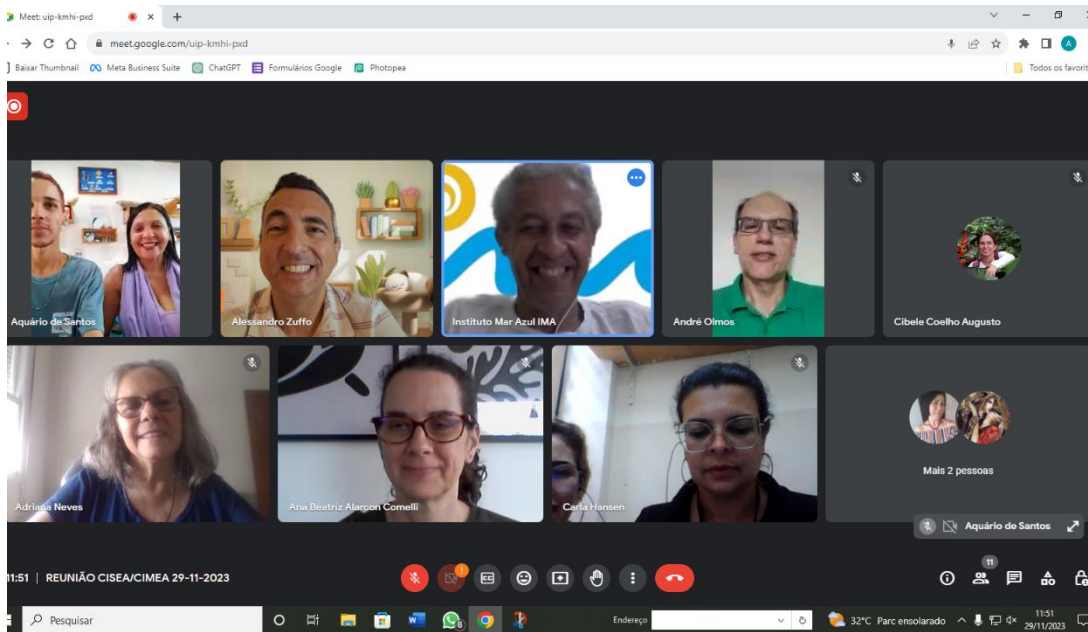 Meet: uip-kmhi-pxd
meet.google.com/uip-kmhi-pxd
Baixar Thumbnail Meta Business Suite ChatGPT Formulários Google Photopea Todos os favorit
A
Aquário de Santos
Alessandro Zuffo
Instituto Mar Azul IMA
André Olmos
Cibele Coelho Augusto
Adriana Neves
Ana Beatriz Alarcon Comelli
Carla Hansen
Mais 2 pessoas
Aquário de Santos
11:51 | REUNIÃO CISEA/CIMEA 29-11-2023
CC
11
Pesquisar
8
Endereço
32°C Parc ensolarado
11:51
29/11/2023